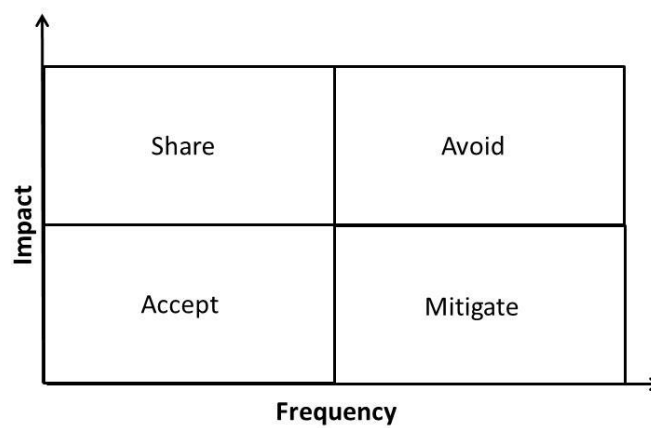 Share
Avoid
Impact
Accept
Mitigate
Frequency